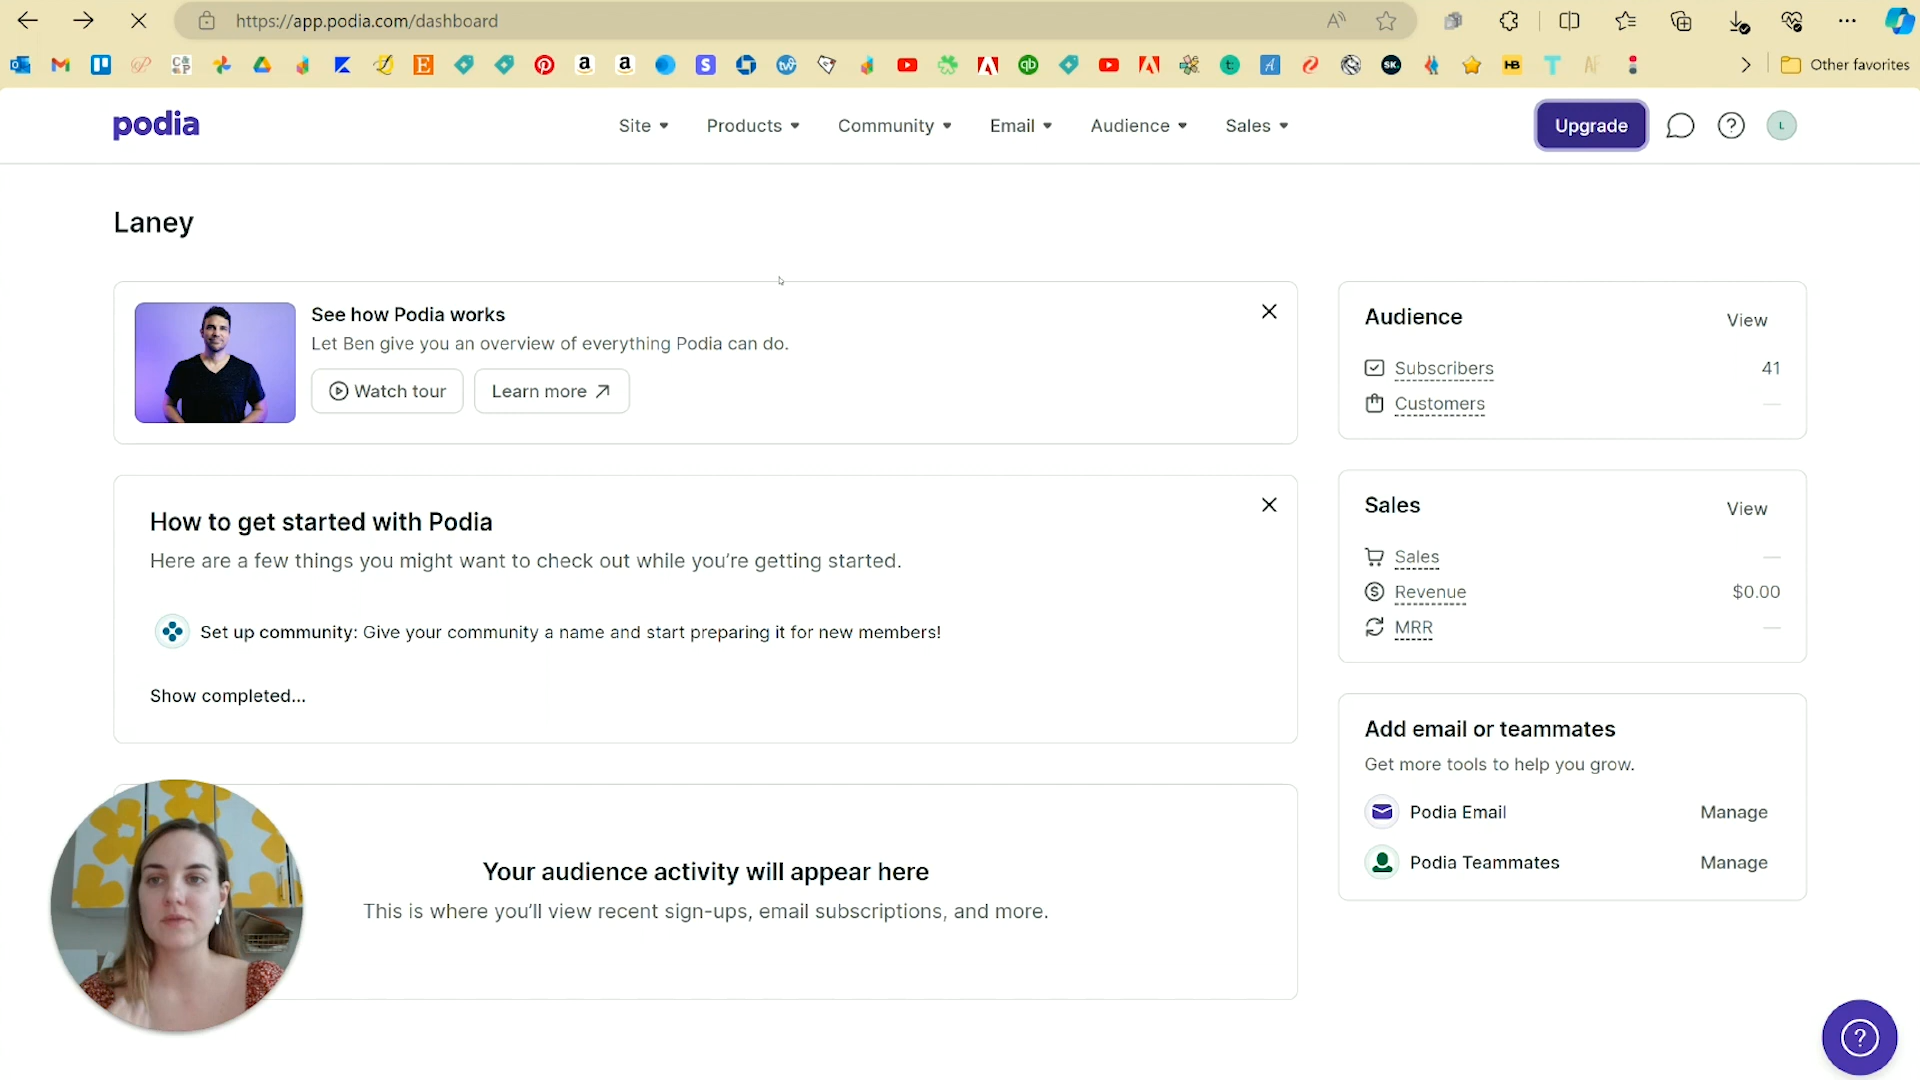 https://app.podia.com/dashboard
Other favorites
podia
Site
Products
Community
Email
Audience
Sales
Upgrade
L
Laney
See how Podia works
Let Ben give you an overview of everything Podia can do.
Watch tour
Learn more
How to get started with Podia
Here are a few things you might want to check out while you're getting started.
Set up community: Give your community a name and start preparing it for new members!
Show completed...
Your audience activity will appear here
This is where you'll view recent sign-ups, email subscriptions, and more.
Audience
View
Subscribers
41
Customers
—
Sales
View
Sales
—
Revenue
$0.00
MRR
—
Add email or teammates
Get more tools to help you grow.
Podia Email
Manage
Podia Teammates
Manage